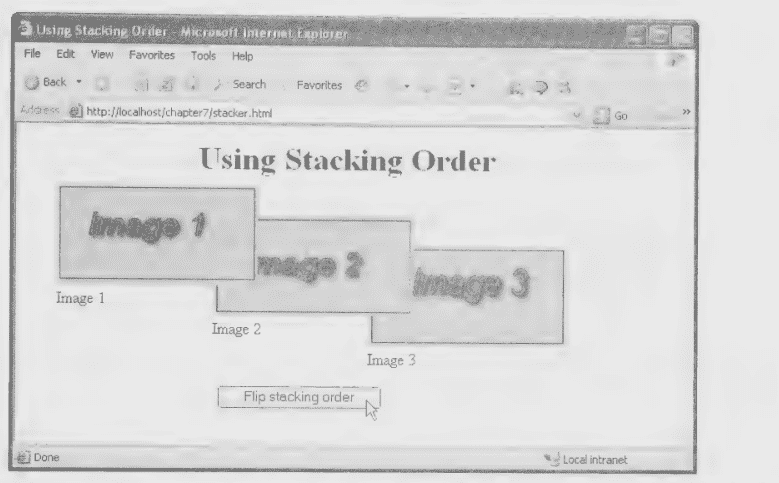 Using Stacking Order - Microsoft Internet Explorer
File Edit View Favorites Tools Help
Back Search Favorites
Address http://localhost/chapter7/stacker.html Go »
Using Stacking Order
Image 1
mage 2
Image 3
Image 1
Image 2
Image 3
Flip stacking order
Done Local intranet